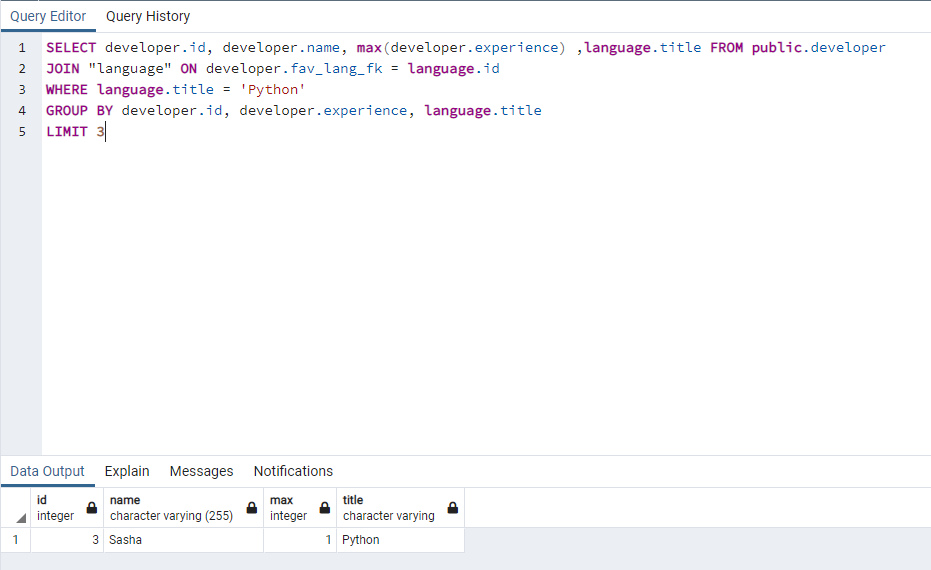 Query Editor Query History
1 SELECT developer.id, developer.name, max(developer.experience) ,language.title FROM public.developer
2 JOIN "language" ON developer.fav_lang_fk = language.id
3 WHERE language.title = 'Python'
4 GROUP BY developer.id, developer.experience, language.title
5 LIMIT 3
Data Output Explain Messages Notifications
id name max title
integer character varying (255) integer character varying
1 3 Sasha 1 Python